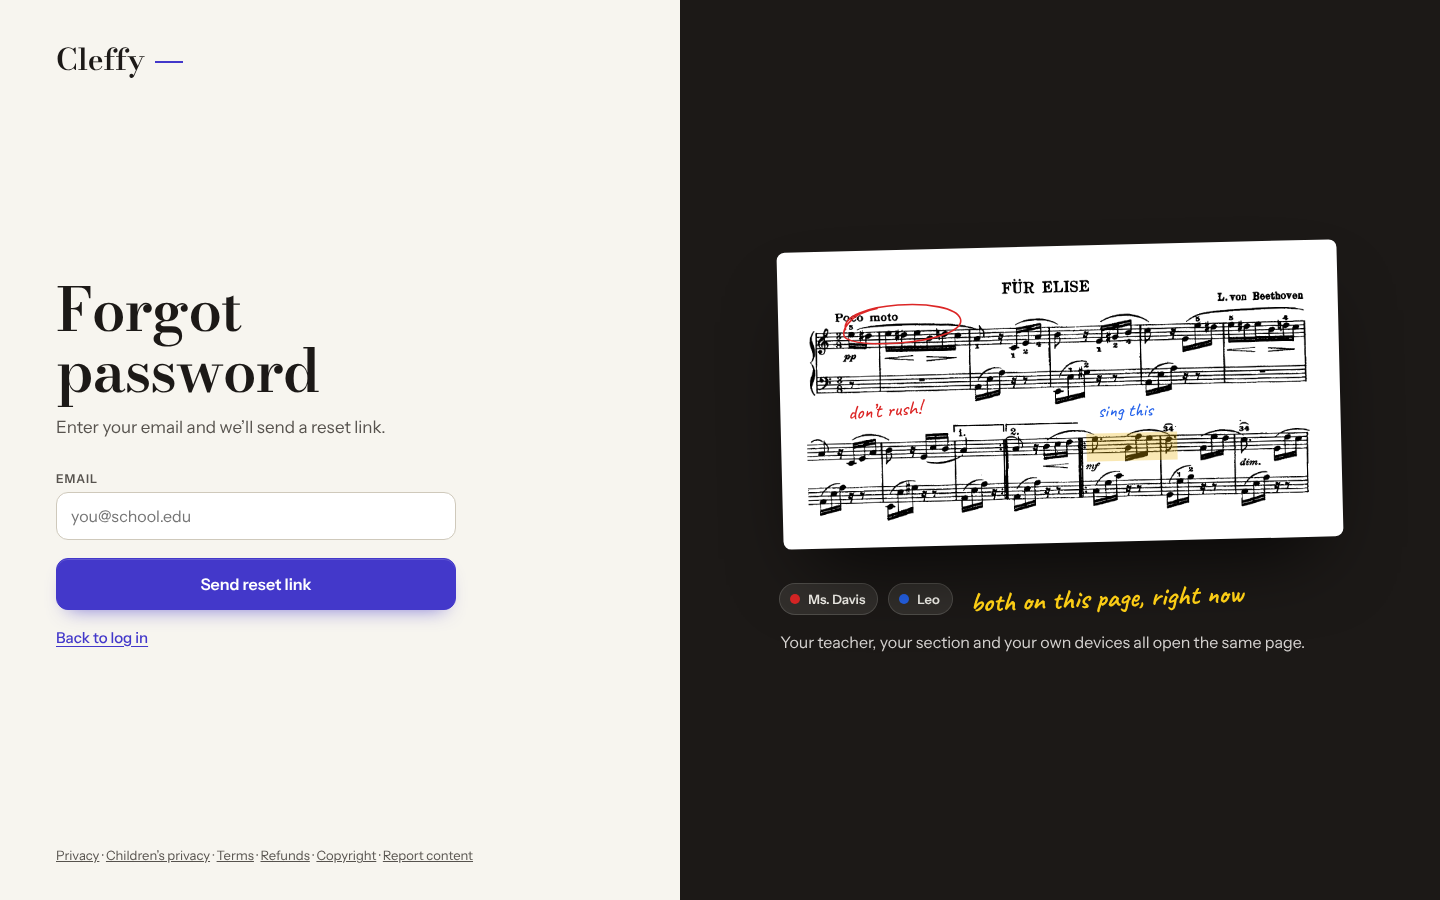 Cleffy
Forgot
password
Enter your email and we'll send a reset link.
EMAIL
you@school.edu
Send reset link
Back to log in
Privacy · Children's privacy · Terms · Refunds · Copyright · Report content
FÜR ELISE
L. von Beethoven
Poco moto
pp
don't rush!
sing this
1.
2.
mf
dim.
Ms. Davis
Leo
both on this page, right now
Your teacher, your section and your own devices all open the same page.